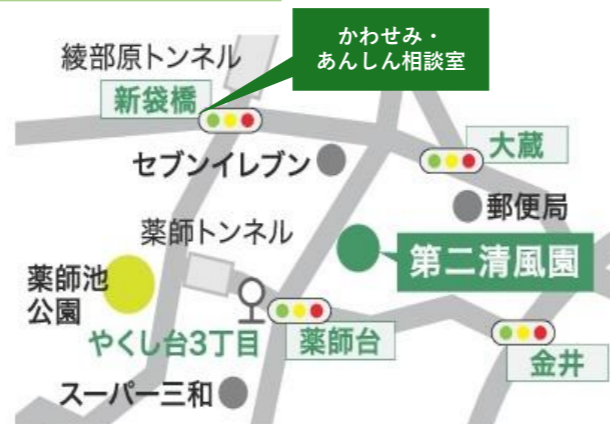 かわせみ・
あんしん相談室
綾部原トンネル
新袋橋
大蔵
セブンイレブン
郵便局
薬師トンネル
第二清風園
薬師池
公園
やくし台3丁目
薬師台
金井
スーパー三和